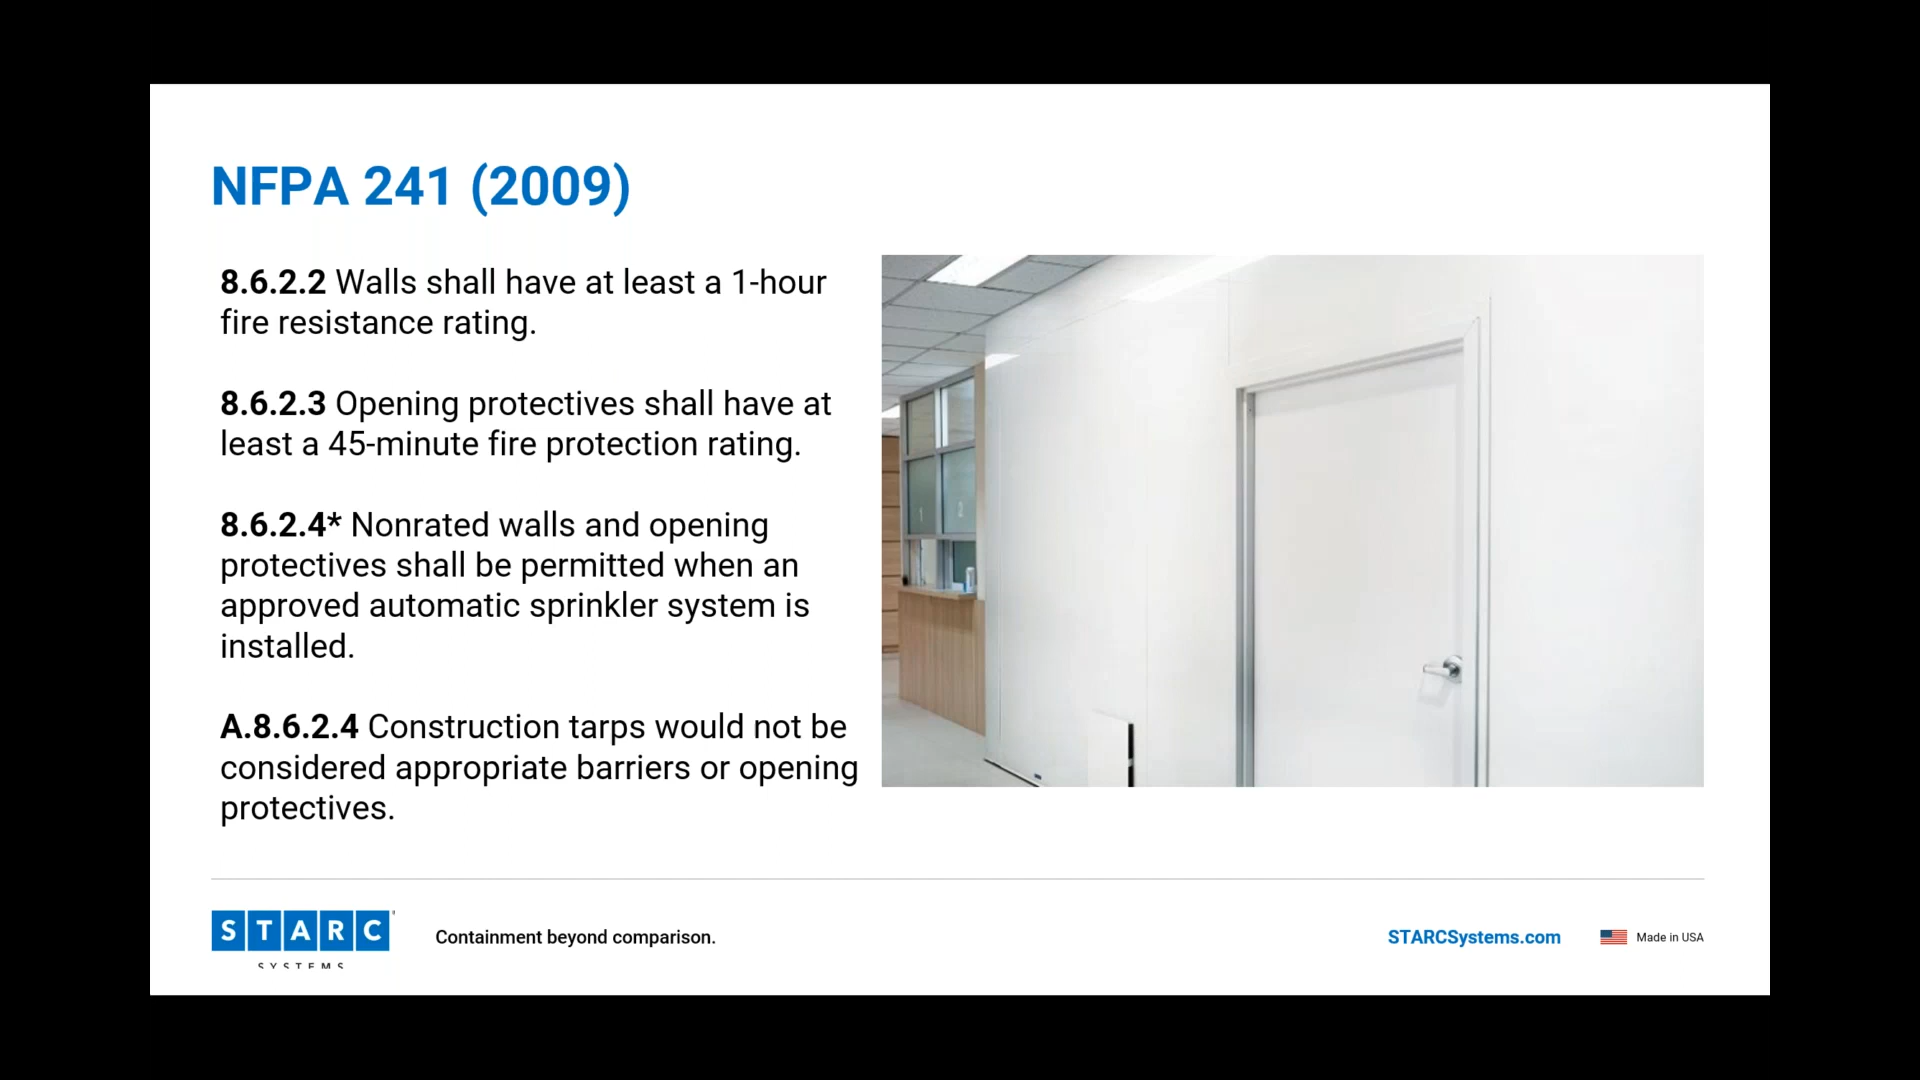 NFPA 241 (2009)
8.6.2.2 Walls shall have at least a 1-hour
fire resistance rating.
8.6.2.3 Opening protectives shall have at
least a 45-minute fire protection rating.
8.6.2.4* Nonrated walls and opening
protectives shall be permitted when an
approved automatic sprinkler system is
installed.
A.8.6.2.4 Construction tarps would not be
considered appropriate barriers or opening
protectives.
1 2
STARC
SYSTEMS
Containment beyond comparison.
STARCSystems.com
Made in USA